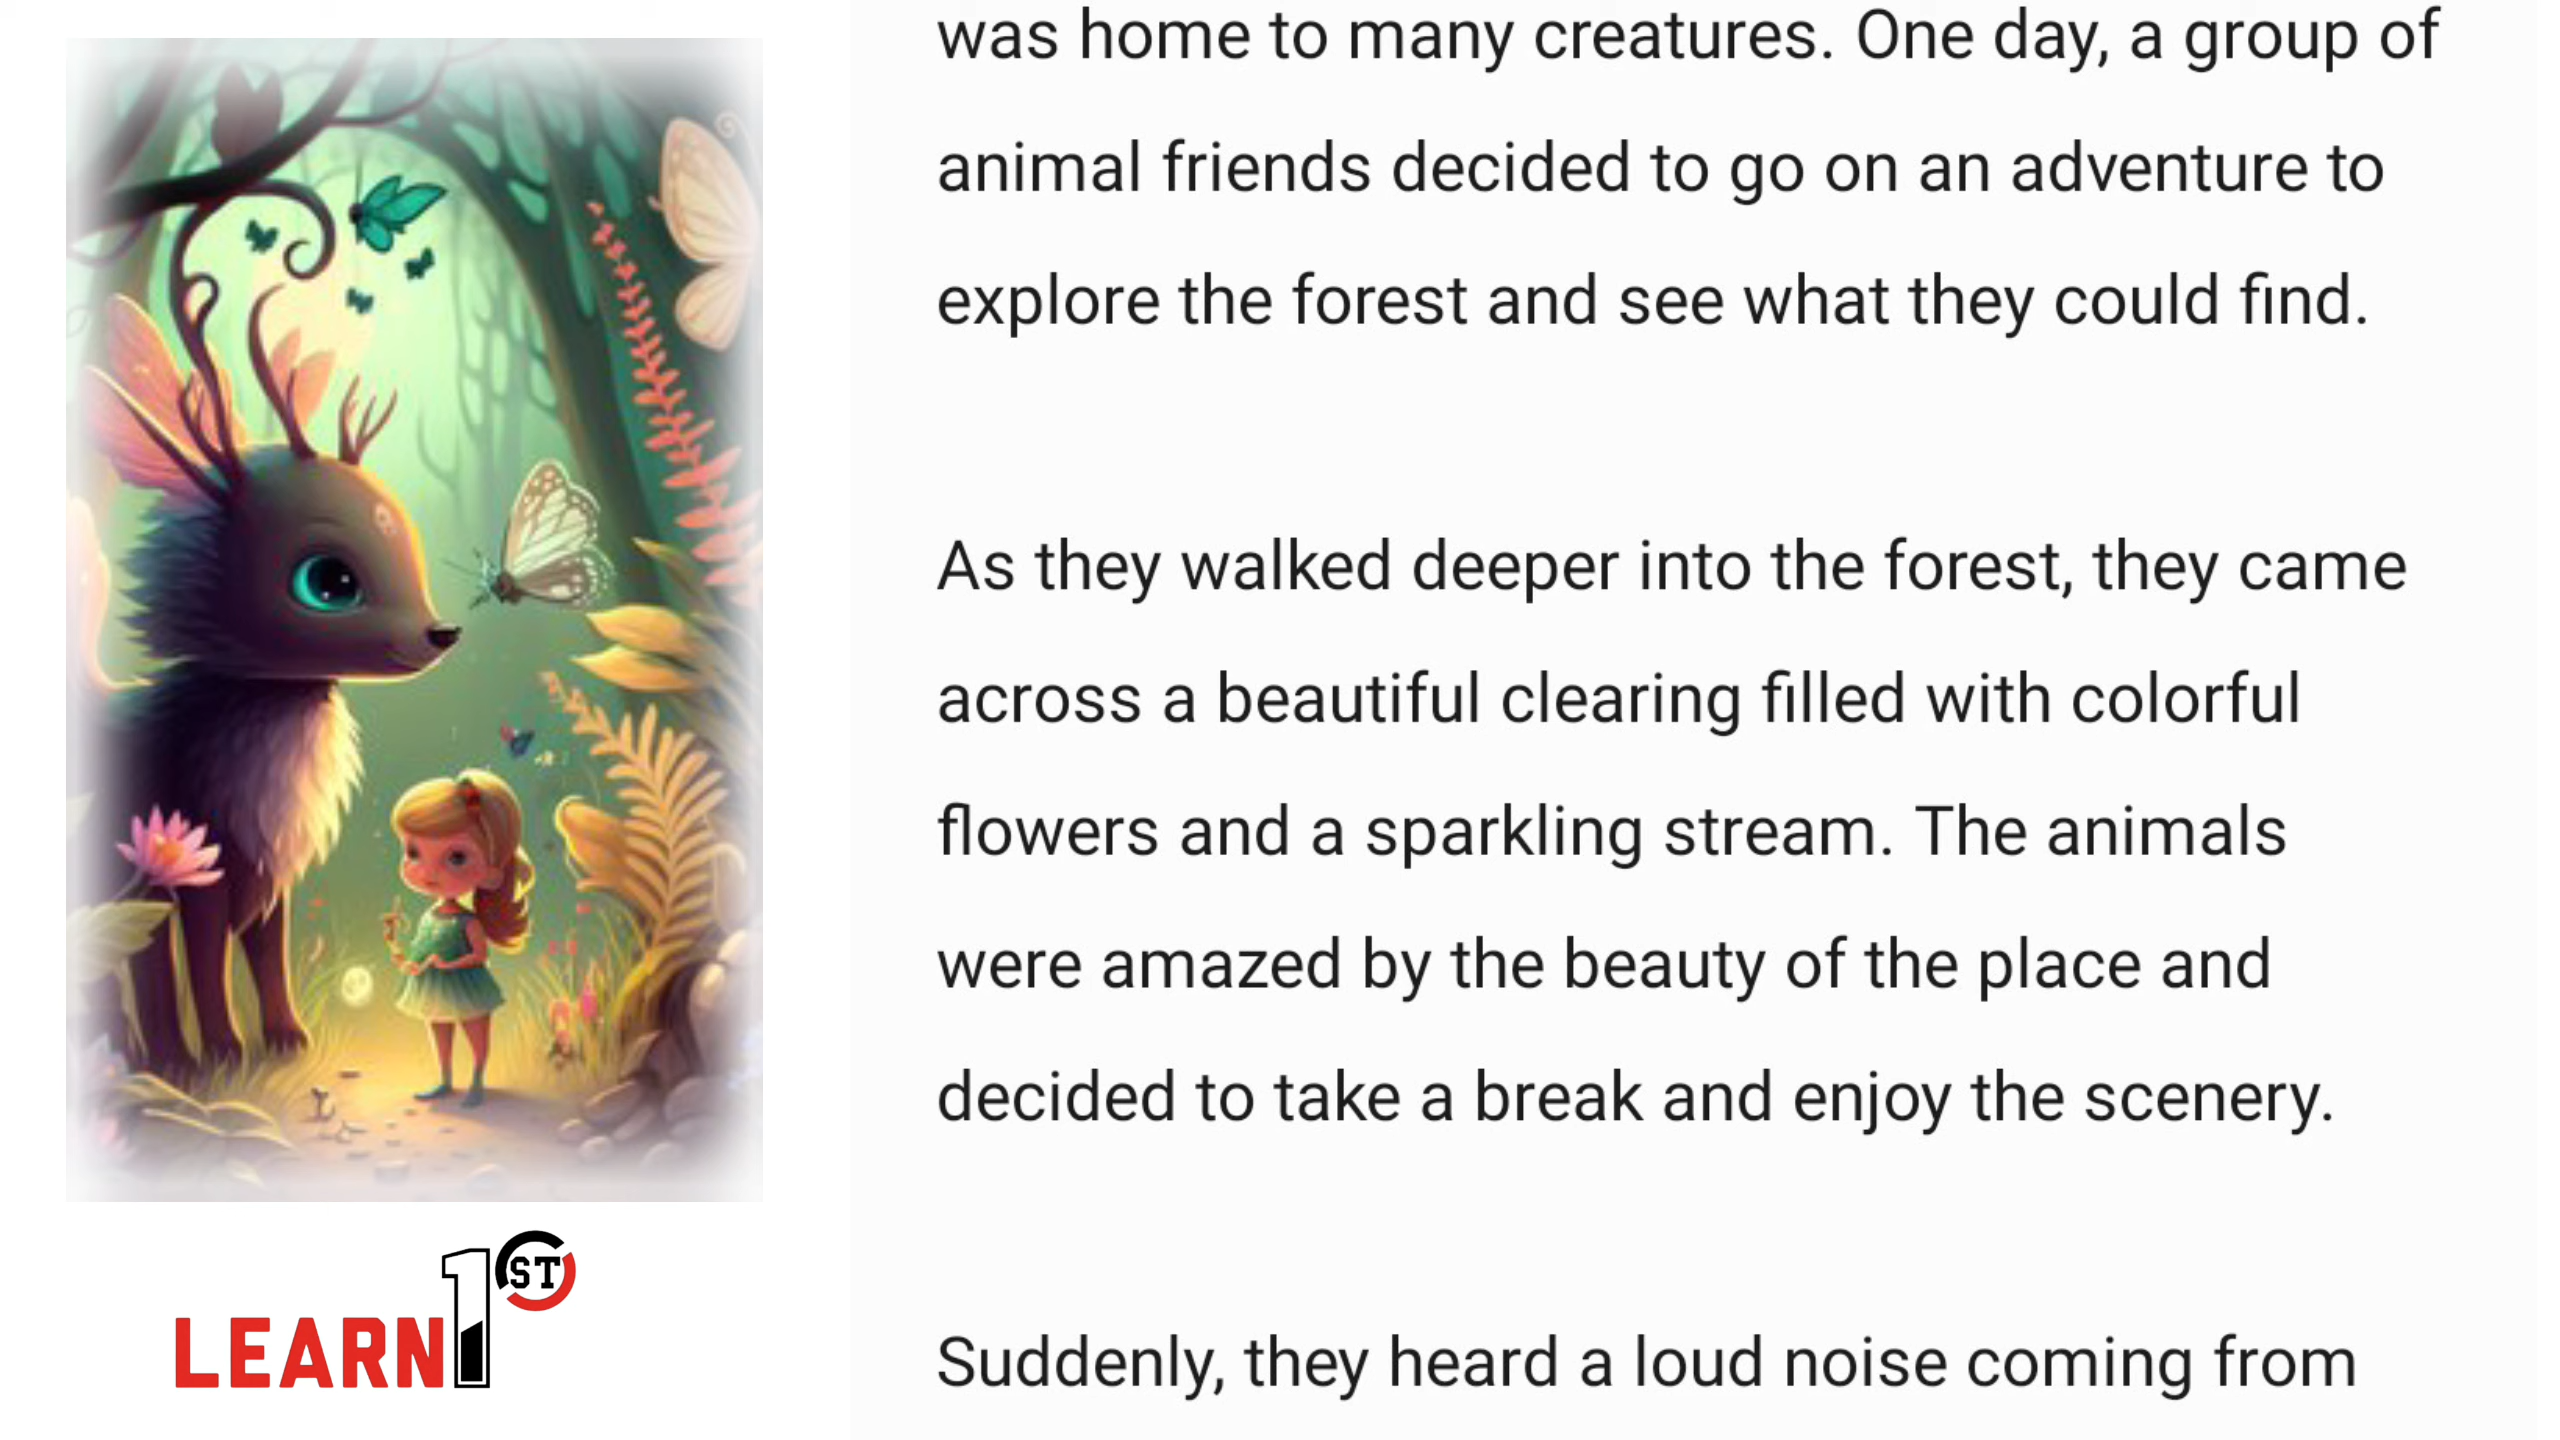 was home to many creatures. One day, a group of
animal friends decided to go on an adventure to
explore the forest and see what they could find.
As they walked deeper into the forest, they came
across a beautiful clearing filled with colorful
flowers and a sparkling stream. The animals
were amazed by the beauty of the place and
decided to take a break and enjoy the scenery.
Suddenly, they heard a loud noise coming from
LEARN1ST